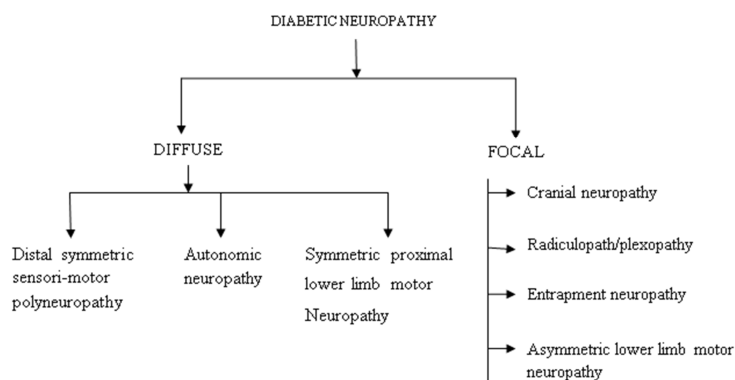 DIABETIC NEUROPATHY
DIFFUSE
FOCAL
Distal symmetric
sensori-motor
polyneuropathy
Autonomic
neuropathy
Symmetric proximal
lower limb motor
Neuropathy
Cranial neuropathy
Radiculopath/plexopathy
Entrapment neuropathy
Asymmetric lower limb motor
neuropathy